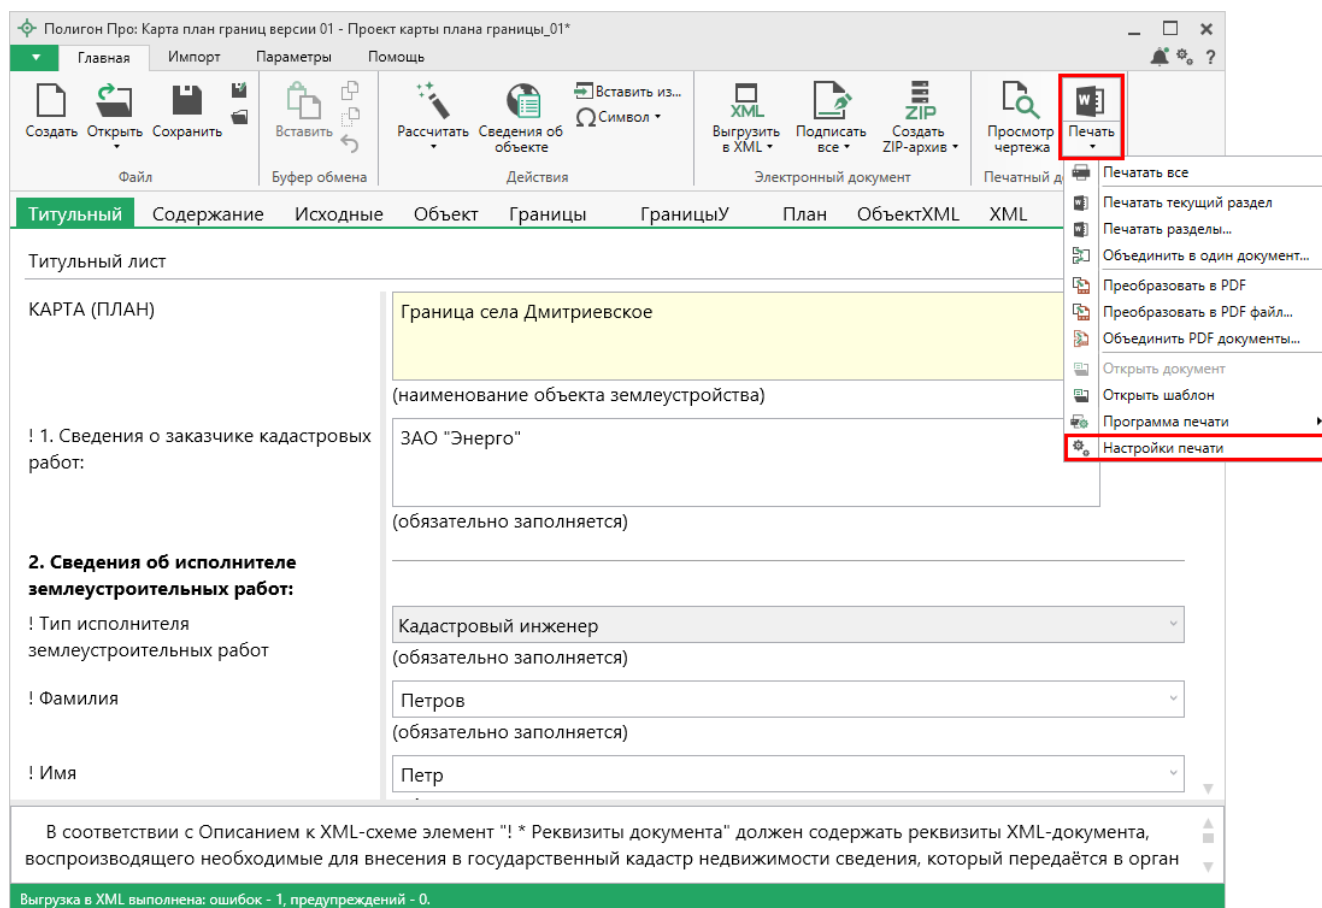 Полигон Про: Карта план границ версии 01 - Проект карты плана границы_01*
Главная Импорт Параметры Помощь
Создать Открыть Сохранить
Файл
Вставить
Буфер обмена
Рассчитать Сведения об объекте
Вставить из...
Символ
Действия
XML ZIP
Выгрузить в XML Подписать все Создать ZIP-архив
Электронный документ
Просмотр чертежа Печать
Печатный д
Печатать все
Печатать текущий раздел
Печатать разделы...
Объединить в один документ...
Преобразовать в PDF
Преобразовать в PDF файл...
Объединить PDF документы...
Открыть документ
Открыть шаблон
Программа печати
Настройки печати
Титульный Содержание Исходные Объект Границы ГраницыУ План ОбъектXML XML
Титульный лист
КАРТА (ПЛАН)
Граница села Дмитриевское
(наименование объекта землеустройства)
! 1. Сведения о заказчике кадастровых
работ:
ЗАО "Энерго"
(обязательно заполняется)
2. Сведения об исполнителе
землеустроительных работ:
! Тип исполнителя
землеустроительных работ
Кадастровый инженер
(обязательно заполняется)
! Фамилия
Петров
(обязательно заполняется)
! Имя
Петр
В соответствии с Описанием к XML-схеме элемент "! * Реквизиты документа" должен содержать реквизиты XML-документа,
воспроизводящего необходимые для внесения в государственный кадастр недвижимости сведения, который передаётся в орган
Выгрузка в XML выполнена: ошибок - 1, предупреждений - 0.